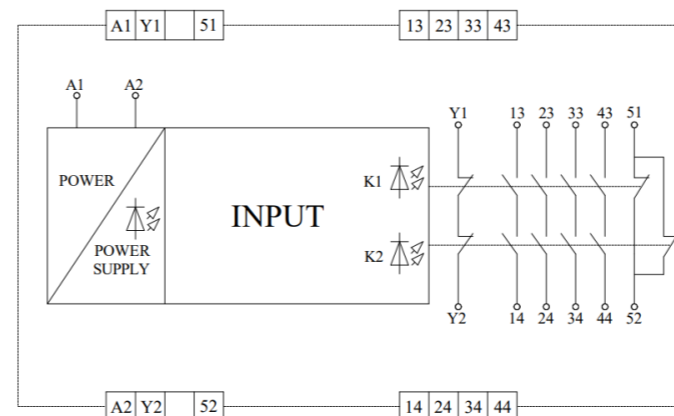 A1 Y1 51 13 23 33 43
A1 A2 Y1 13 23 33 43 51
POWER
K1
INPUT
POWER
SUPPLY
K2
Y2 14 24 34 44 52
A2 Y2 52 14 24 34 44